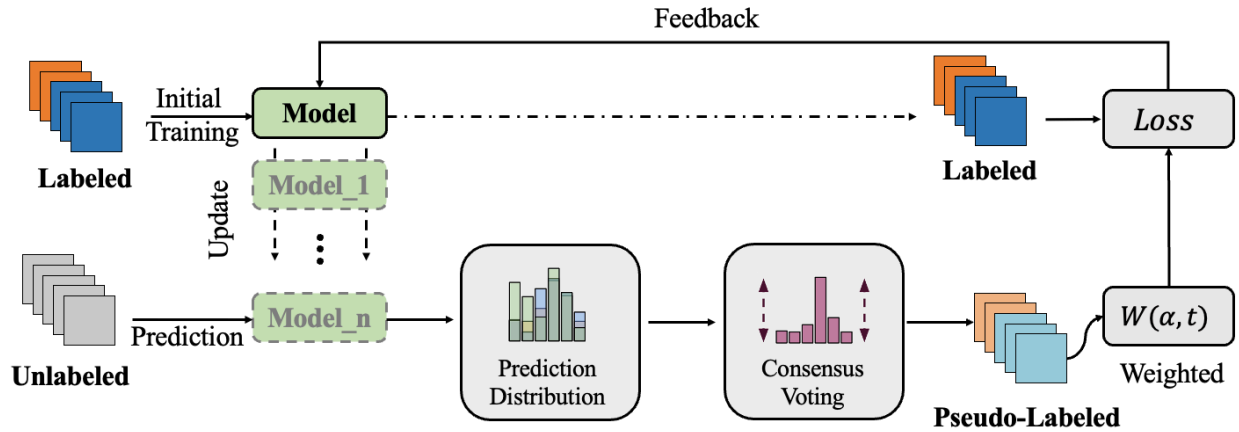 Feedback
Initial
Training
Model
Loss
Labeled
Labeled
Model_1
Update
Prediction
Model_n
Prediction
Distribution
Consensus
Voting
W(α, t)
Weighted
Unlabeled
Pseudo-Labeled